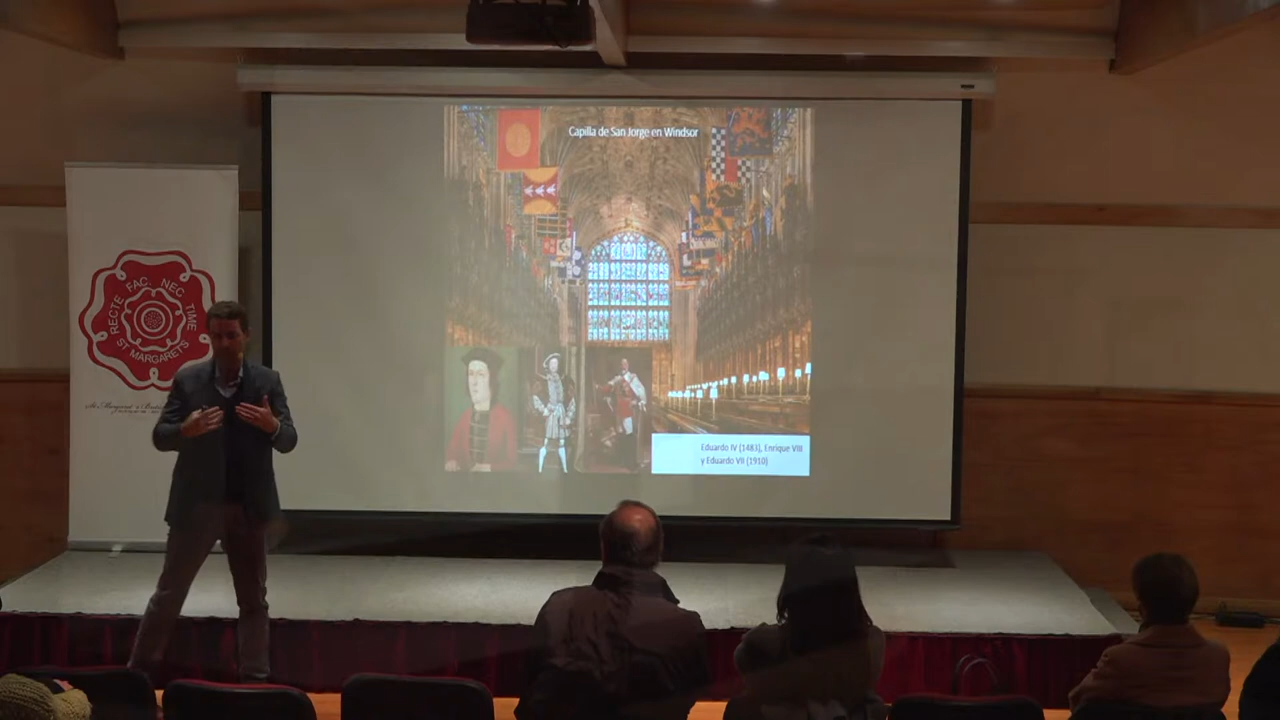 Capilla de San Jorge en Windsor
RECTE FAC. NEC TIME
ST MARGARETS
Eduardo IV (1483), Enrique VIII
y Eduardo VII (1910)